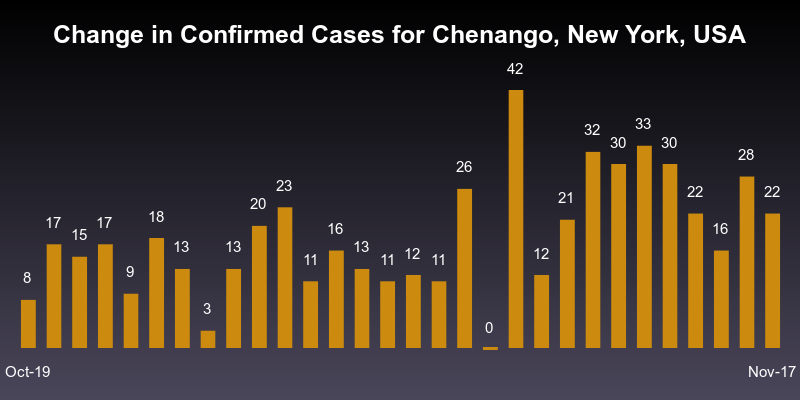 Change in Confirmed Cases for Chenango, New York, USA
8 17 15 17 9 18 13 3 13 20 23 11 16 13 11 12 11 26 0 42 12 21 32 30 33 30 22 16 28 22
Oct-19 Nov-17